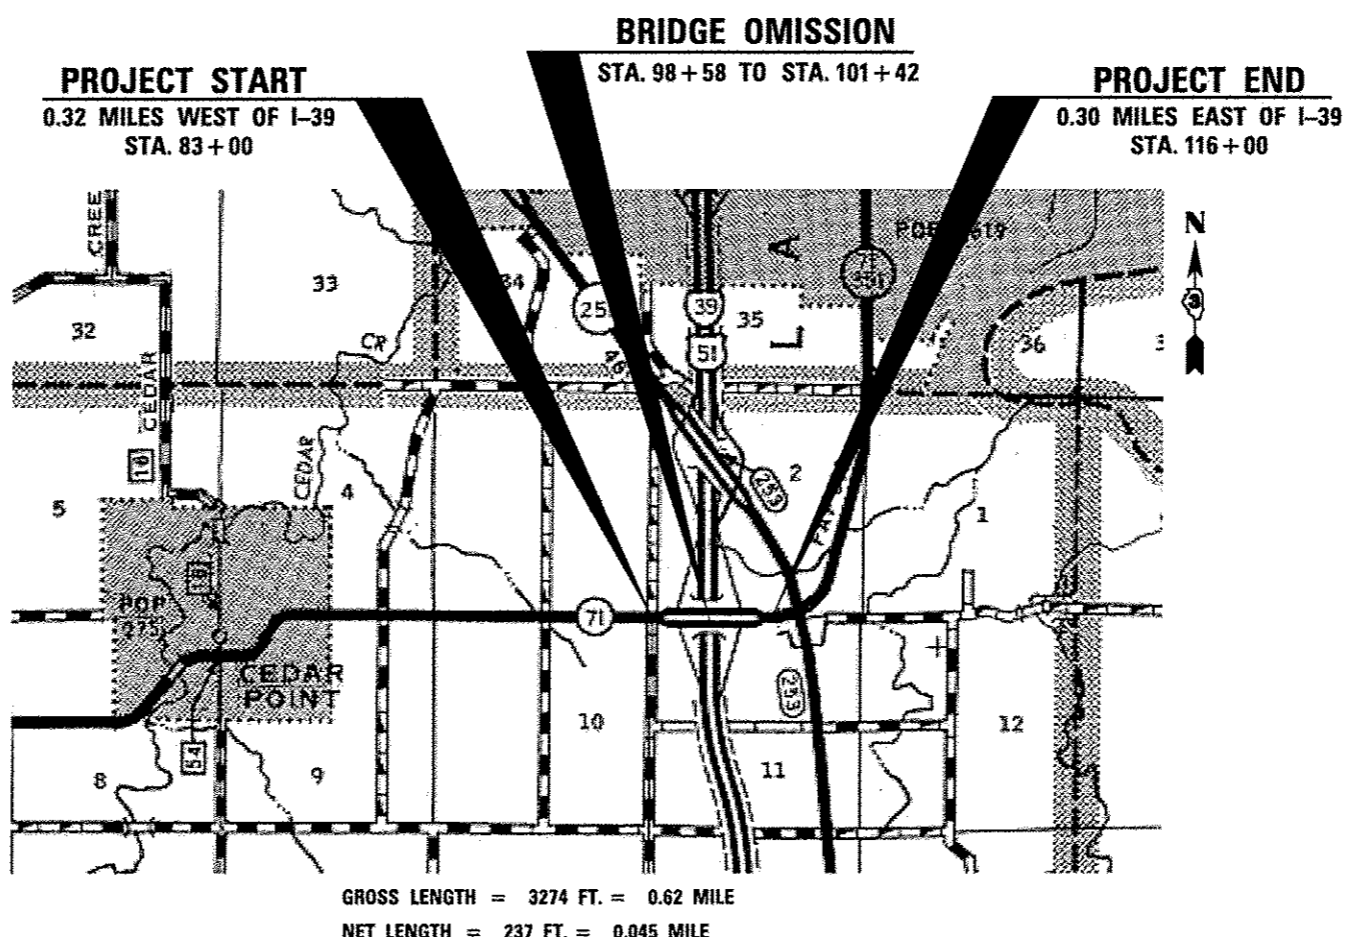 BRIDGE OMISSION
STA. 98+58 TO STA. 101+42
PROJECT START
0.32 MILES WEST OF I-39
STA. 83+00
PROJECT END
0.30 MILES EAST OF I-39
STA. 116+00
N
3
CREE
33
34
35
36
32
L A
39
51
CR
CEDAR
CEDAR
18
5
4
2
1
253
POP
275
18
71
CEDAR
POINT
54
253
10
12
11
8
9
GROSS LENGTH = 3274 FT. = 0.62 MILE
NET LENGTH = 237 FT. = 0.045 MILE